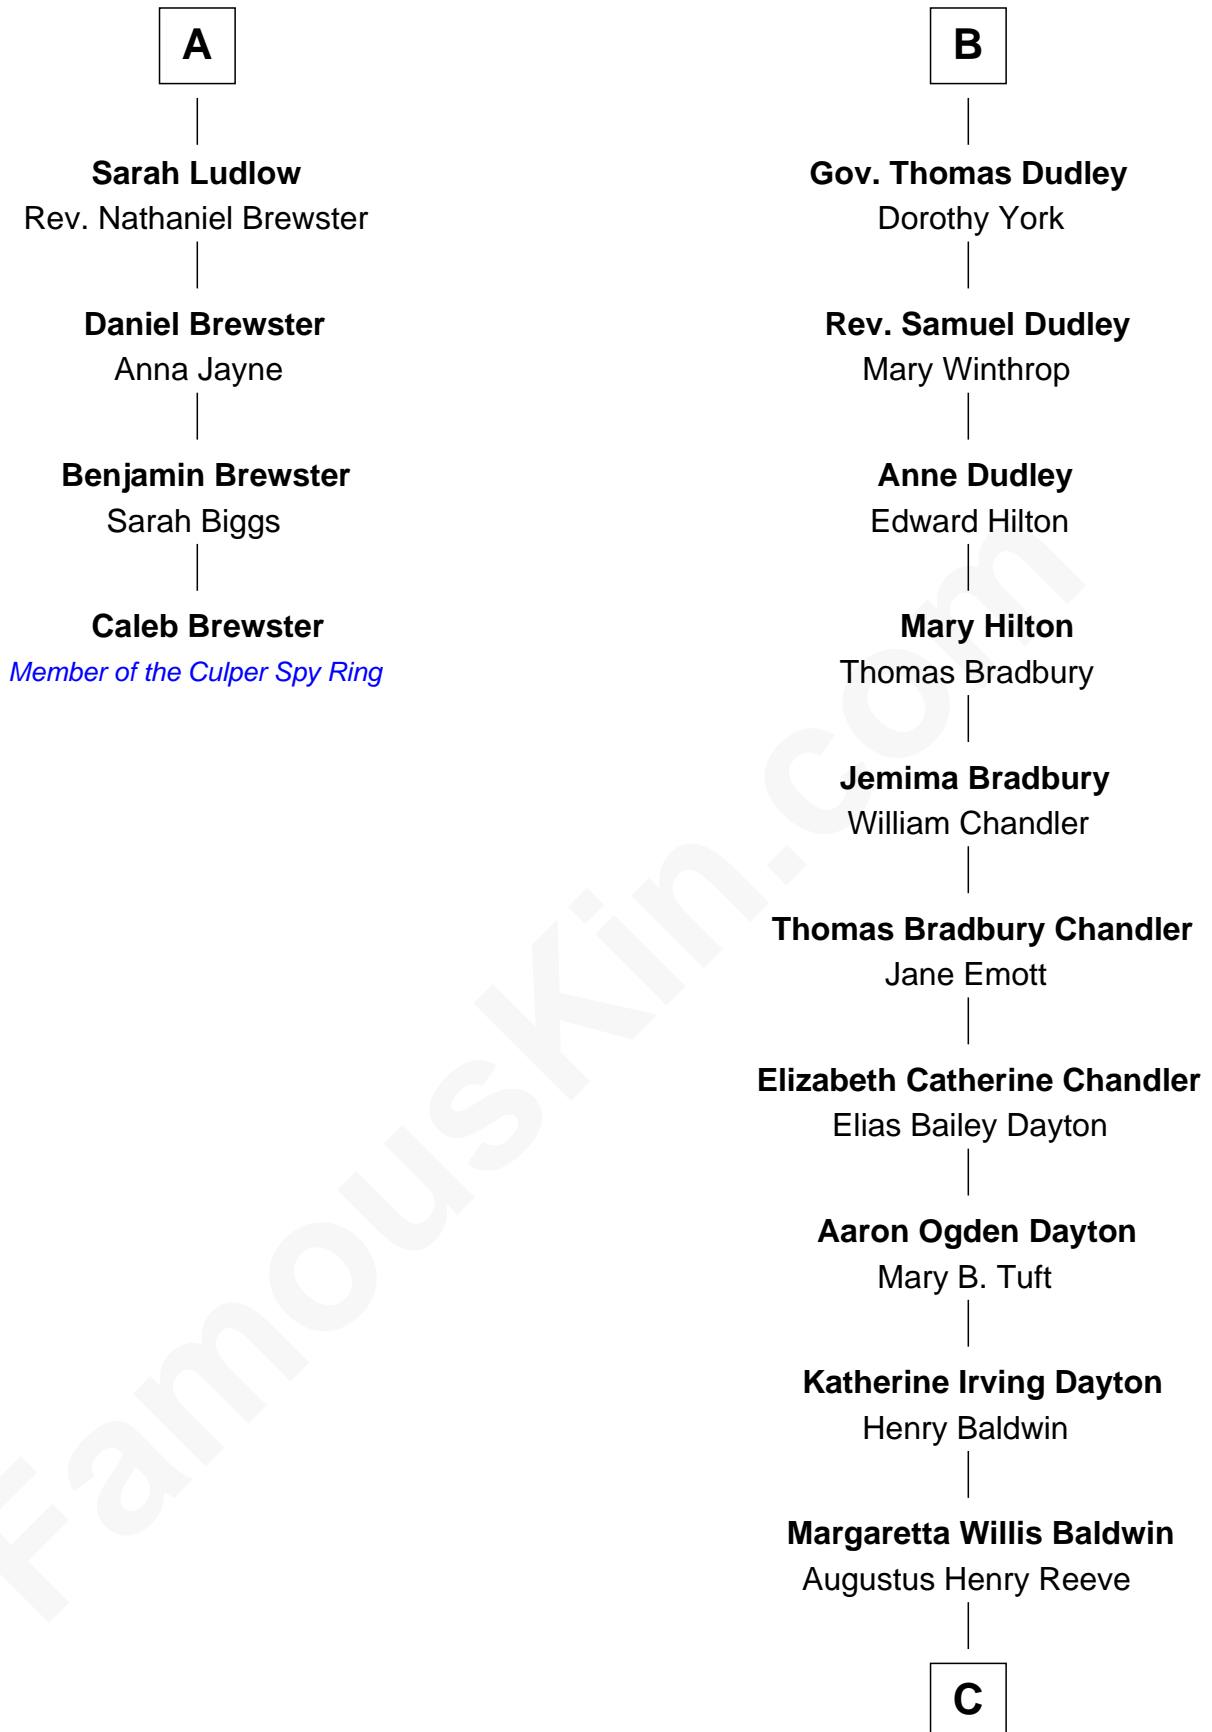 A
Sarah Ludlow
Rev. Nathaniel Brewster
Daniel Brewster
Anna Jayne
Benjamin Brewster
Sarah Biggs
Caleb Brewster
Member of the Culper Spy Ring
B
Gov. Thomas Dudley
Dorothy York
Rev. Samuel Dudley
Mary Winthrop
Anne Dudley
Edward Hilton
Mary Hilton
Thomas Bradbury
Jemima Bradbury
William Chandler
Thomas Bradbury Chandler
Jane Emott
Elizabeth Catherine Chandler
Elias Bailey Dayton
Aaron Ogden Dayton
Mary B. Tuft
Katherine Irving Dayton
Henry Baldwin
Margaretta Willis Baldwin
Augustus Henry Reeve
C
FamousKin.com